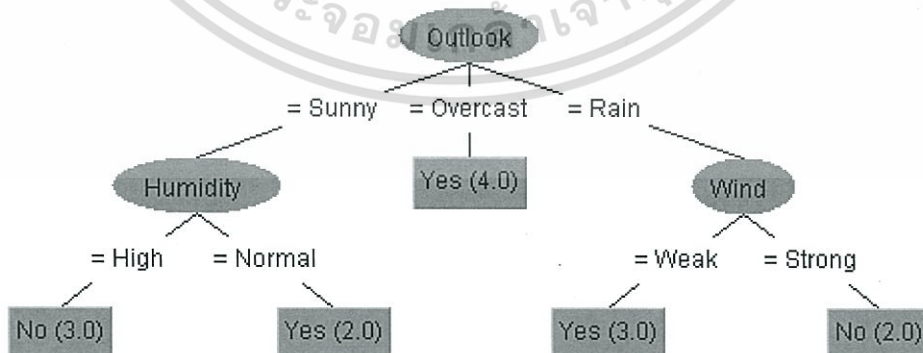 Outlook
= Sunny = Overcast = Rain
Humidity Yes (4.0) Wind
= High = Normal = Weak = Strong
No (3.0) Yes (2.0) Yes (3.0) No (2.0)